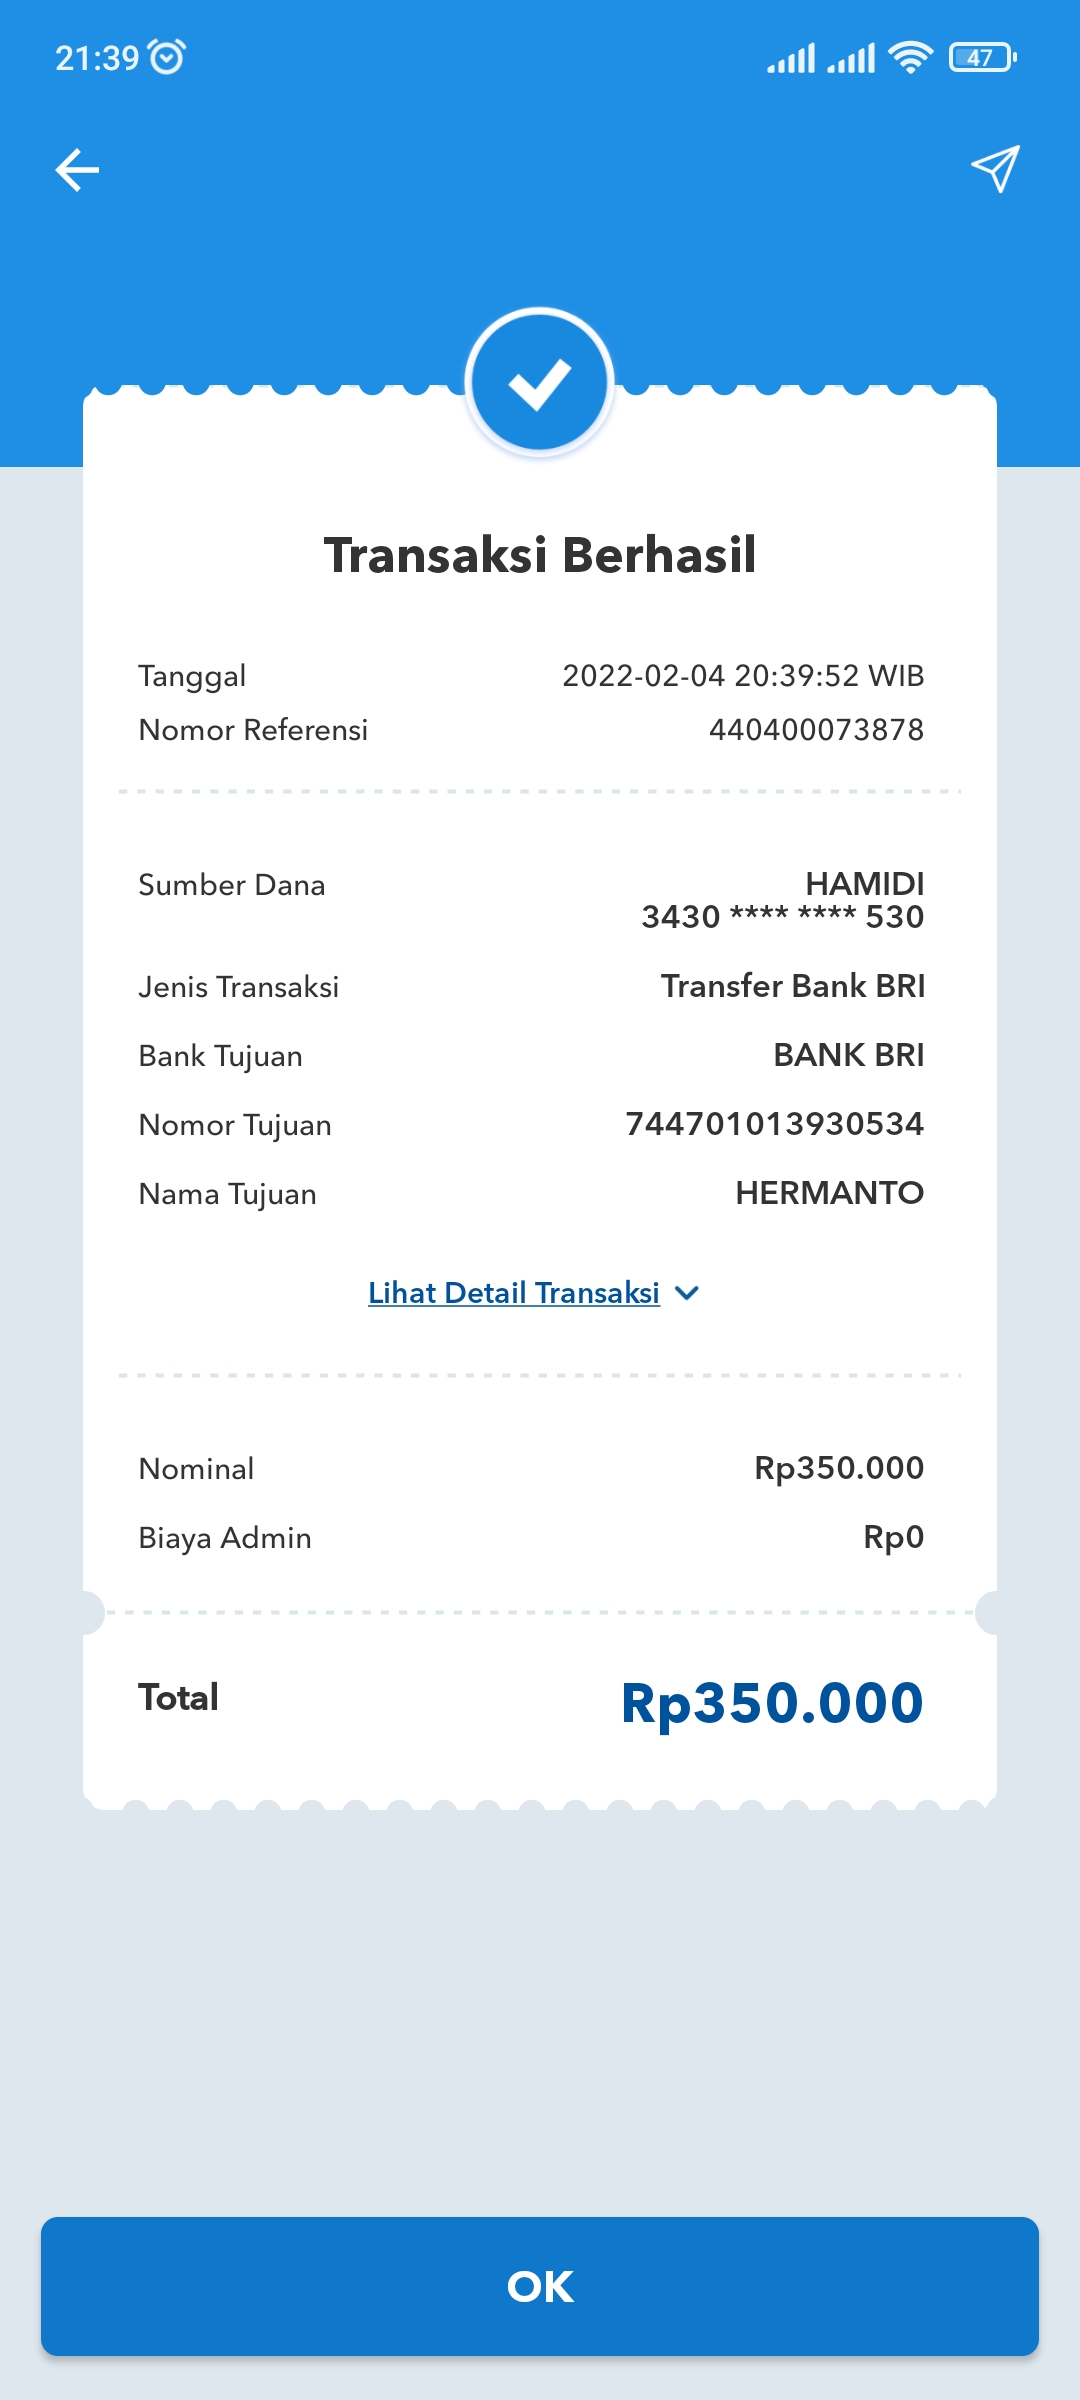 21:39
47
Transaksi Berhasil
Tanggal 2022-02-04 20:39:52 WIB
Nomor Referensi 440400073878
Sumber Dana HAMIDI
3430 **** **** 530
Jenis Transaksi Transfer Bank BRI
Bank Tujuan BANK BRI
Nomor Tujuan 744701013930534
Nama Tujuan HERMANTO
Lihat Detail Transaksi
Nominal Rp350.000
Biaya Admin Rp0
Total Rp350.000
OK